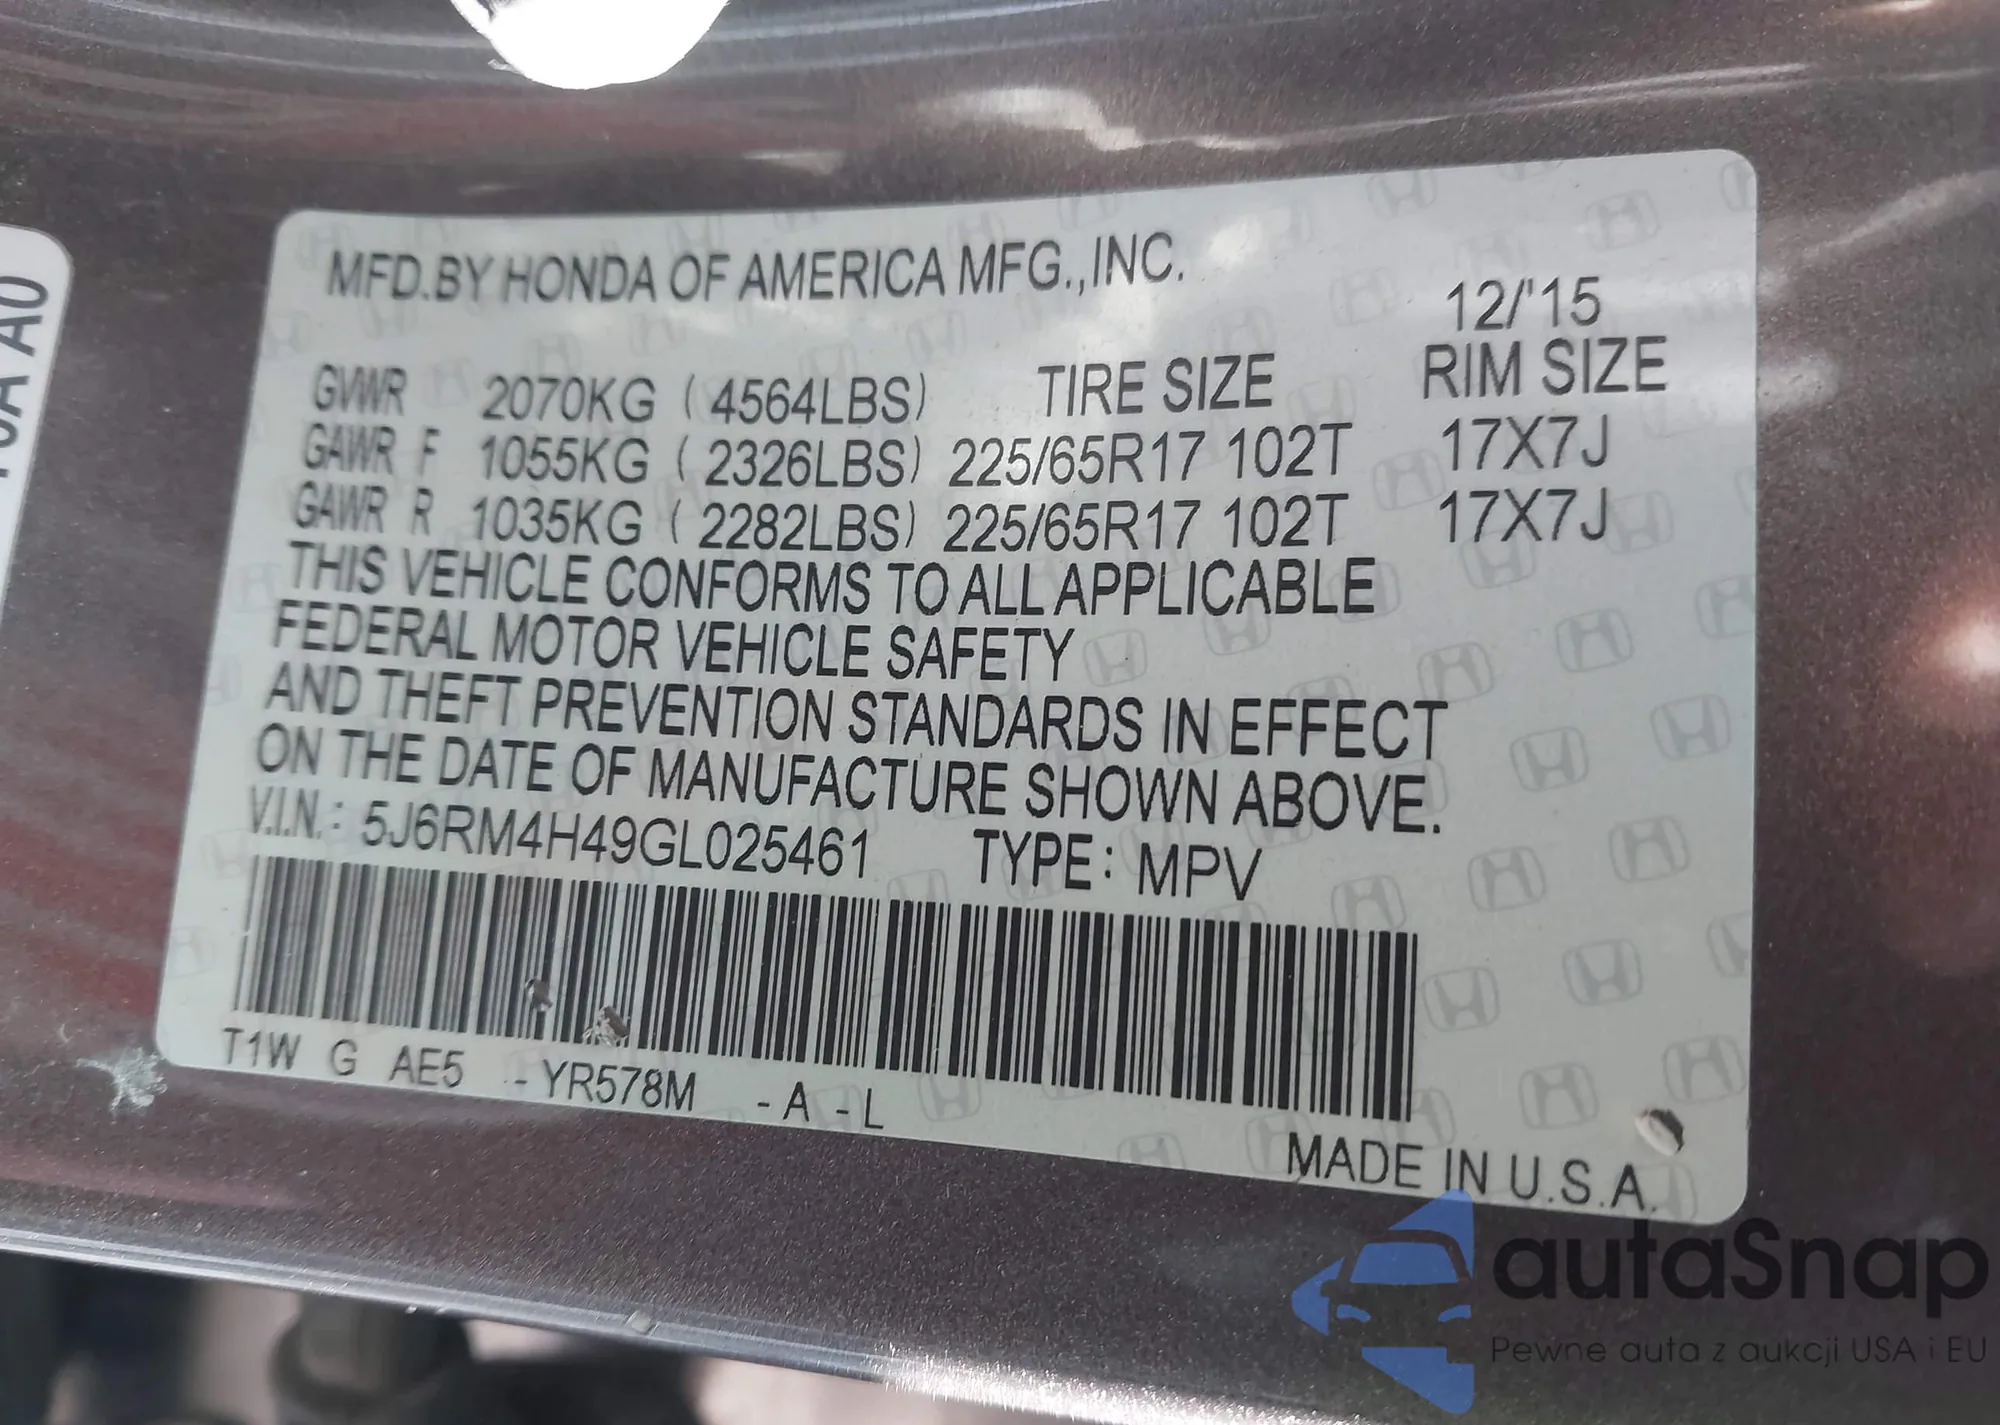 MFD.BY HONDA OF AMERICA MFG.,INC.
12/'15
GVWR 2070KG ( 4564LBS) TIRE SIZE RIM SIZE
GAWR F 1055KG ( 2326LBS) 225/65R17 102T 17X7J
GAWR R 1035KG ( 2282LBS) 225/65R17 102T 17X7J
THIS VEHICLE CONFORMS TO ALL APPLICABLE
FEDERAL MOTOR VEHICLE SAFETY
AND THEFT PREVENTION STANDARDS IN EFFECT
ON THE DATE OF MANUFACTURE SHOWN ABOVE.
V.I.N.: 5J6RM4H49GL025461 TYPE: MPV
T1W G AE5 - YR578M - A - L
MADE IN U.S.A.
A0
autaSnap
Pewne auta z aukcji USA i EU